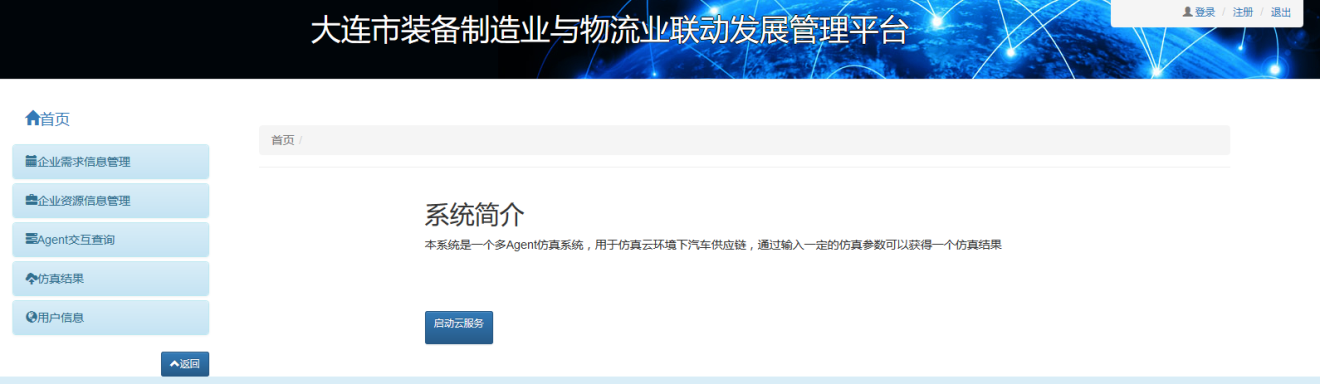 大连市装备制造业与物流业联动发展管理平台
登录 / 注册 / 退出
首页
首页 /
企业需求信息管理
企业资源信息管理
Agent交互查询
仿真结果
用户信息
返回
系统简介
本系统是一个多Agent仿真系统，用于仿真云环境下汽车供应链，通过输入一定的仿真参数可以获得一个仿真结果
启动云服务